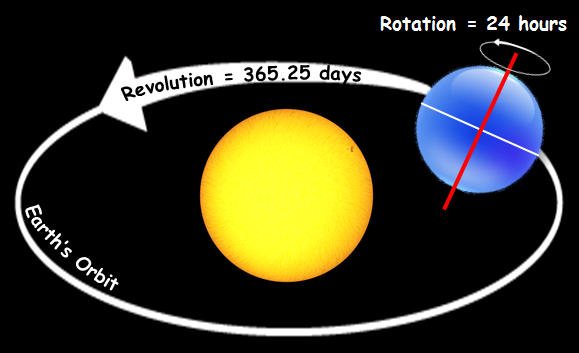 Rotation = 24 hours
Revolution = 365.25 days
Earth's Orbit